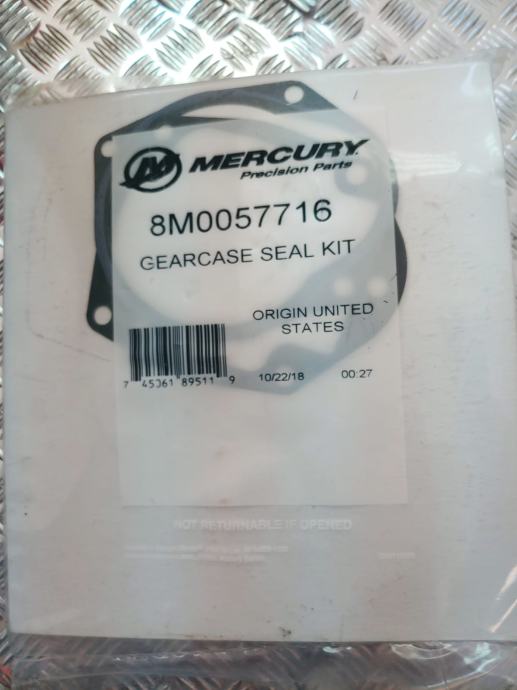 MERCURY
Precision Parts
8M0057716
GEARCASE SEAL KIT
ORIGIN UNITED
STATES
7 45061 89511 9 10/22/18 00:27
NOT RETURNABLE IF OPENED